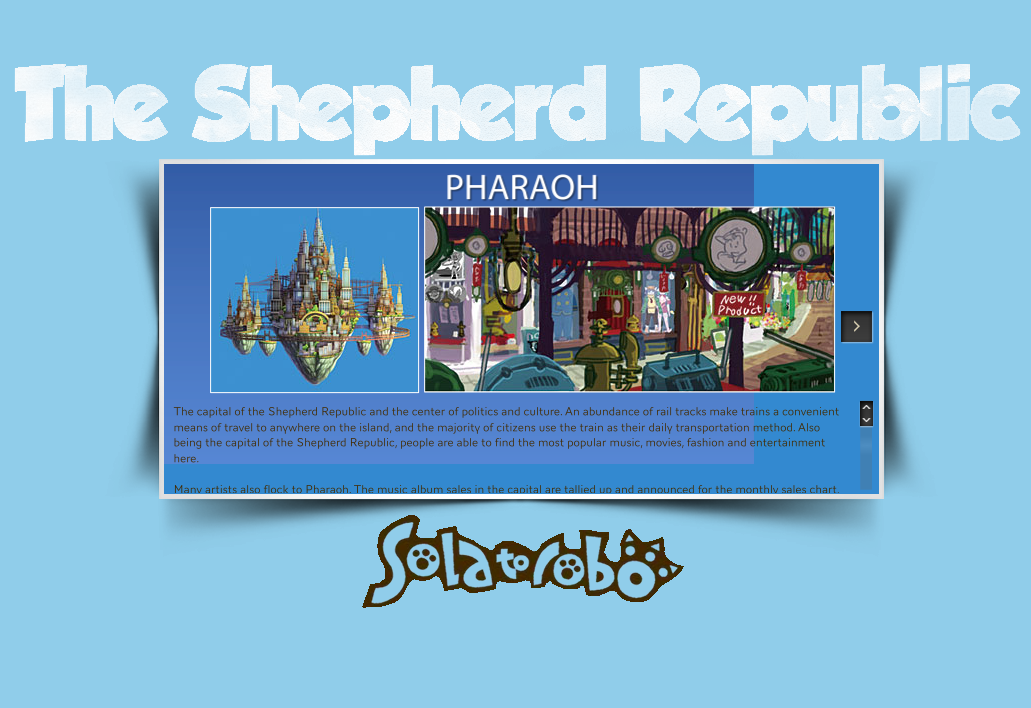 The Shepherd Republic
PHARAOH
New!!
Product
The capital of the Shepherd Republic and the center of politics and culture. An abundance of rail tracks make trains a convenient
means of travel to anywhere on the island, and the majority of citizens use the train as their daily transportation method. Also
being the capital of the Shepherd Republic, people are able to find the most popular music, movies, fashion and entertainment
here.
Many artists also flock to Pharaoh. The music album sales in the capital are tallied up and announced for the monthly sales chart.
Solatorobo